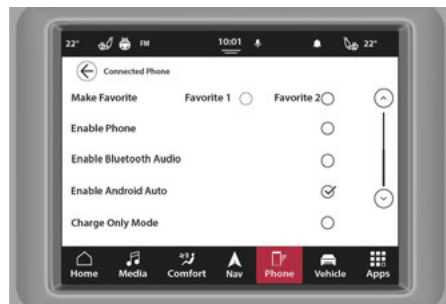 22° FM 10:01 22°
Connected Phone
Make Favorite Favorite 1 Favorite 2
Enable Phone
Enable Bluetooth Audio
Enable Android Auto
Charge Only Mode
Home Media Comfort Nav Phone Vehicle Apps